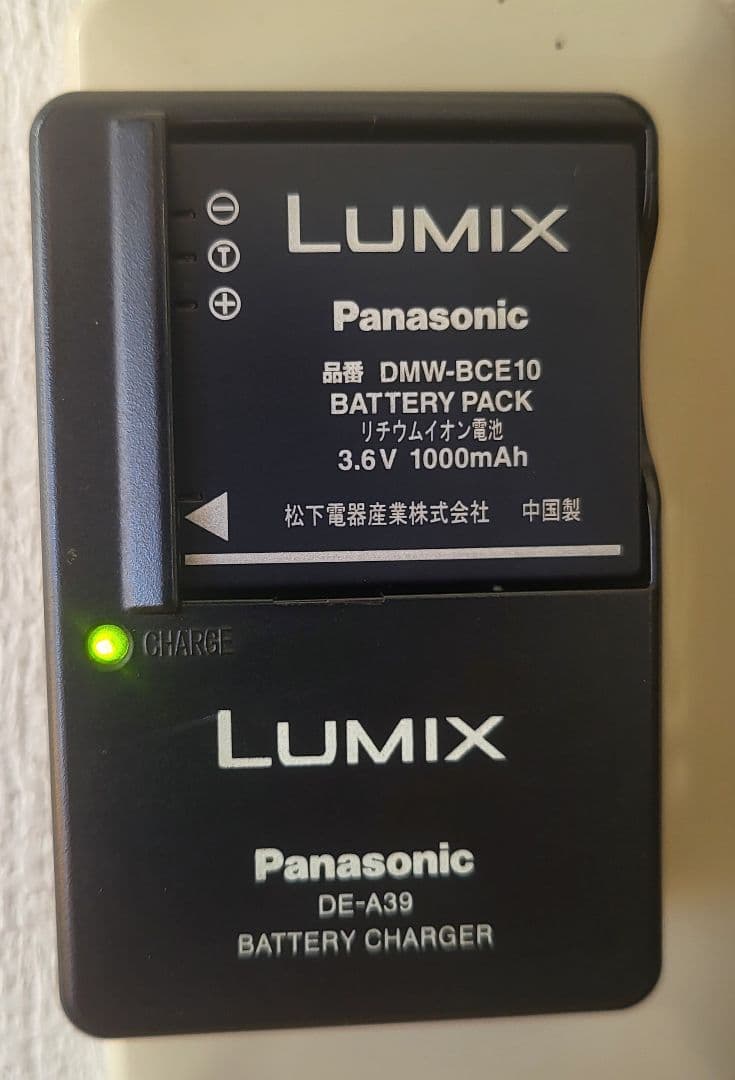 LUMIX
Panasonic
品番 DMW-BCE10
BATTERY PACK
リチウムイオン電池
3.6V 1000mAh
松下電器産業株式会社 中国製
CHARGE
LUMIX
Panasonic
DE-A39
BATTERY CHARGER